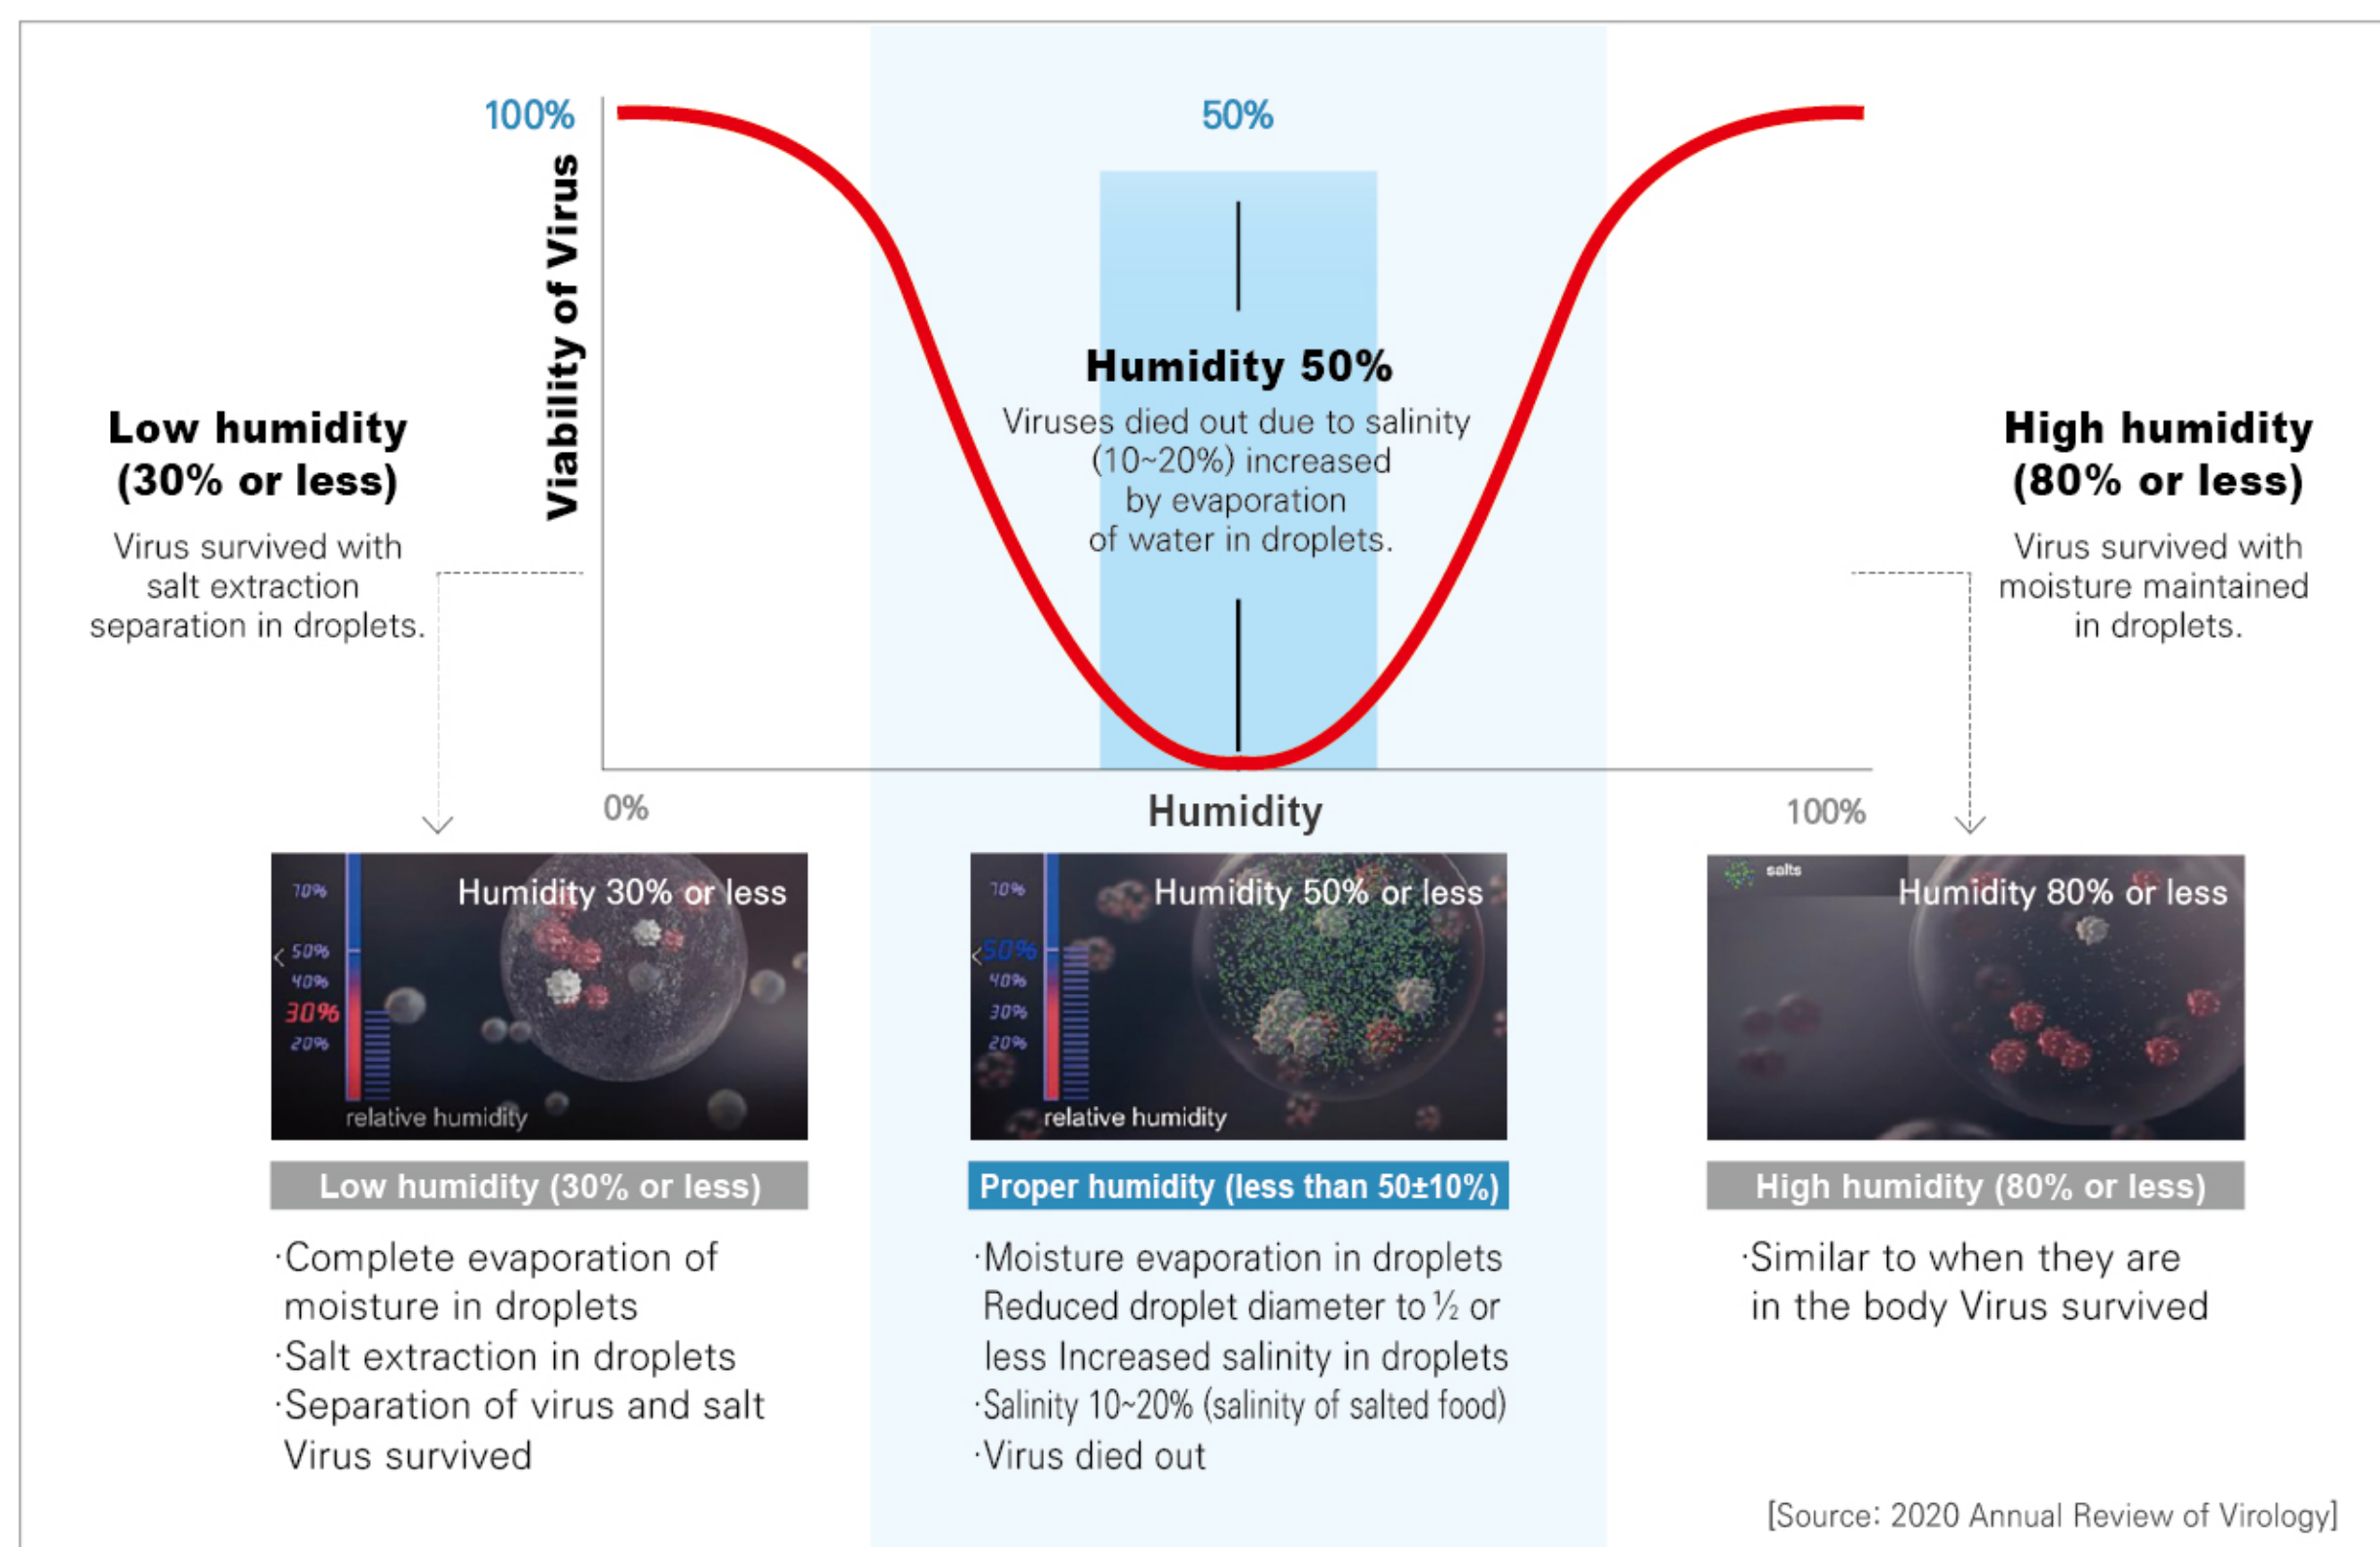 100%
50%
Viability of Virus
Humidity 50%
Viruses died out due to salinity
(10~20%) increased
by evaporation
of water in droplets.
Low humidity
(30% or less)
Virus survived with
salt extraction
separation in droplets.
High humidity
(80% or less)
Virus survived with
moisture maintained
in droplets.
0%
Humidity
100%
Humidity 30% or less
70%
50%
40%
30%
20%
relative humidity
Humidity 50% or less
70%
50%
40%
30%
20%
relative humidity
salts
Humidity 80% or less
Low humidity (30% or less)
·Complete evaporation of
moisture in droplets
·Salt extraction in droplets
·Separation of virus and salt
Virus survived
Proper humidity (less than 50±10%)
·Moisture evaporation in droplets
Reduced droplet diameter to ½ or
less Increased salinity in droplets
·Salinity 10~20% (salinity of salted food)
·Virus died out
High humidity (80% or less)
·Similar to when they are
in the body Virus survived
[Source: 2020 Annual Review of Virology]